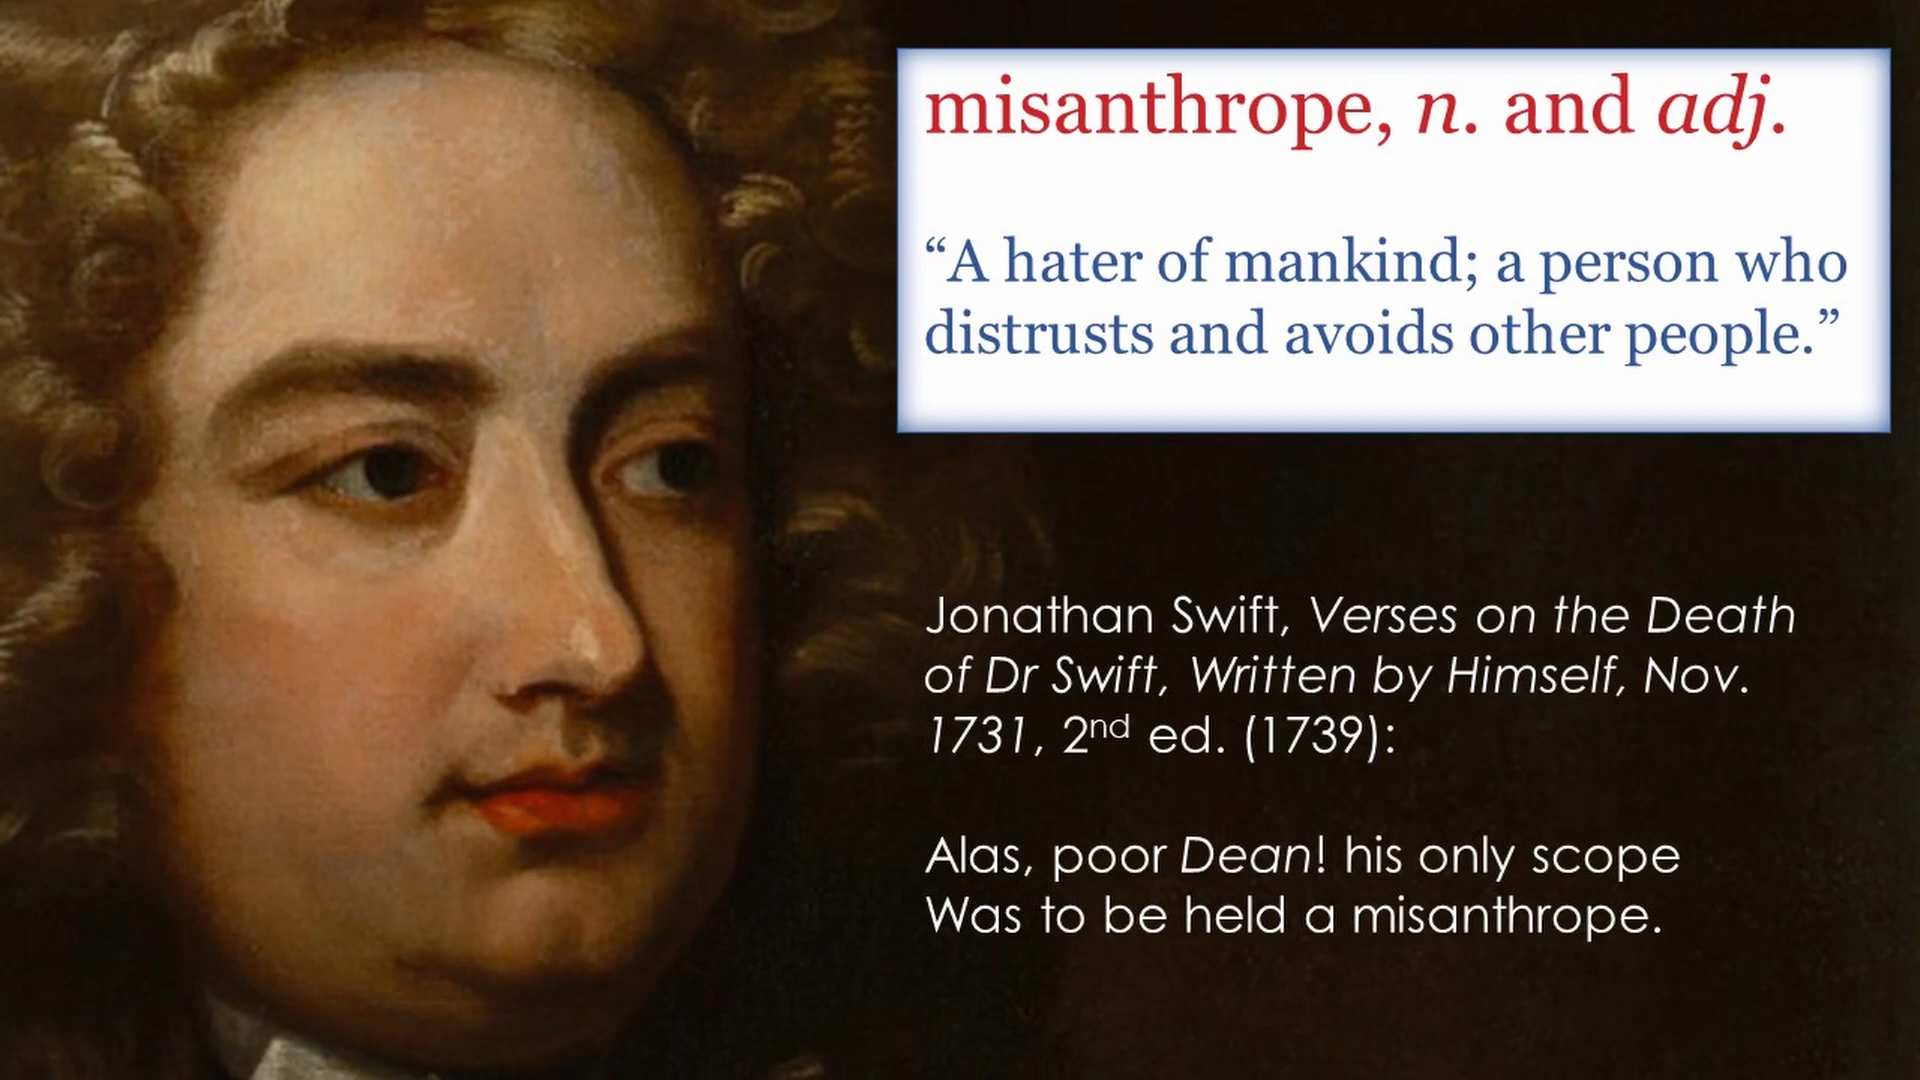 misanthrope, n. and adj.
“A hater of mankind; a person who
distrusts and avoids other people.”
Jonathan Swift, Verses on the Death
of Dr Swift, Written by Himself, Nov.
1731, 2nd ed. (1739):
Alas, poor Dean! his only scope
Was to be held a misanthrope.